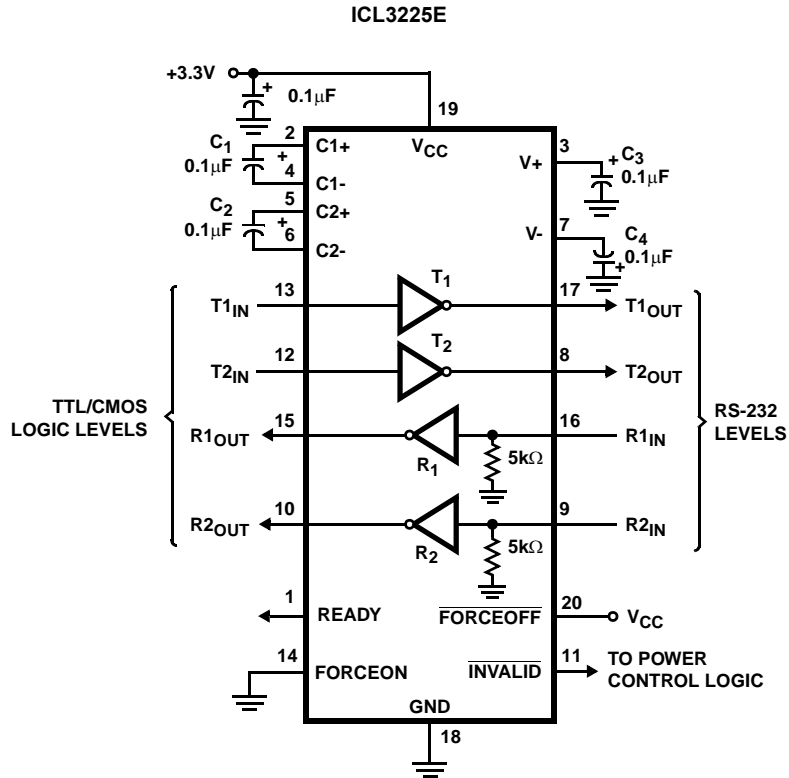 ICL3225E
+3.3V
+
0.1μF
19
2
C1+
VCC
3
C1
0.1μF
+
4
C1-
V+
+
C3
0.1μF
5
C2+
C2
0.1μF
+
6
C2-
7
V-
C4
0.1μF
+
T1
T1IN
13
17
T1OUT
T2
T2IN
12
8
T2OUT
TTL/CMOS
LOGIC LEVELS
RS-232
LEVELS
R1OUT
15
16
R1IN
R1
5kΩ
R2OUT
10
9
R2IN
R2
5kΩ
1
READY
FORCEOFF
20
VCC
14
FORCEON
INVALID
11
TO POWER
CONTROL LOGIC
GND
18